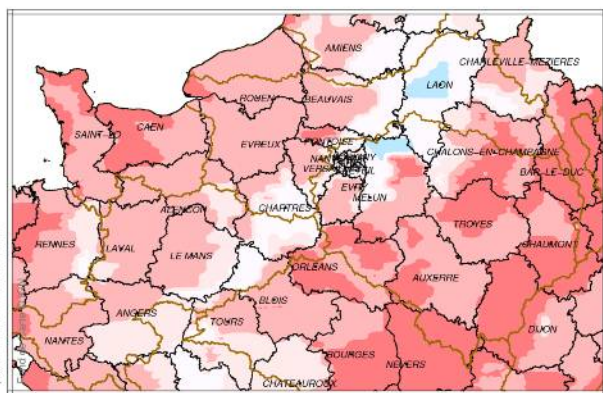 AMIENS
CHARLEVILLE-MEZIERES
LAON
ROUEN
BEAUVAIS
CAEN
SAINT-LO
EVREUX
CHALONS-EN-CHAMPAGNE
BAR-LE-DUC
EVRY
MELUN
ALENCON
CHARTRES
TROYES
RENNES
LAVAL
LE MANS
CHAUMONT
ORLEANS
AUXERRE
BLOIS
ANGERS
TOURS
DIJON
NANTES
BOURGES
NEVERS
CHATEAUROUX